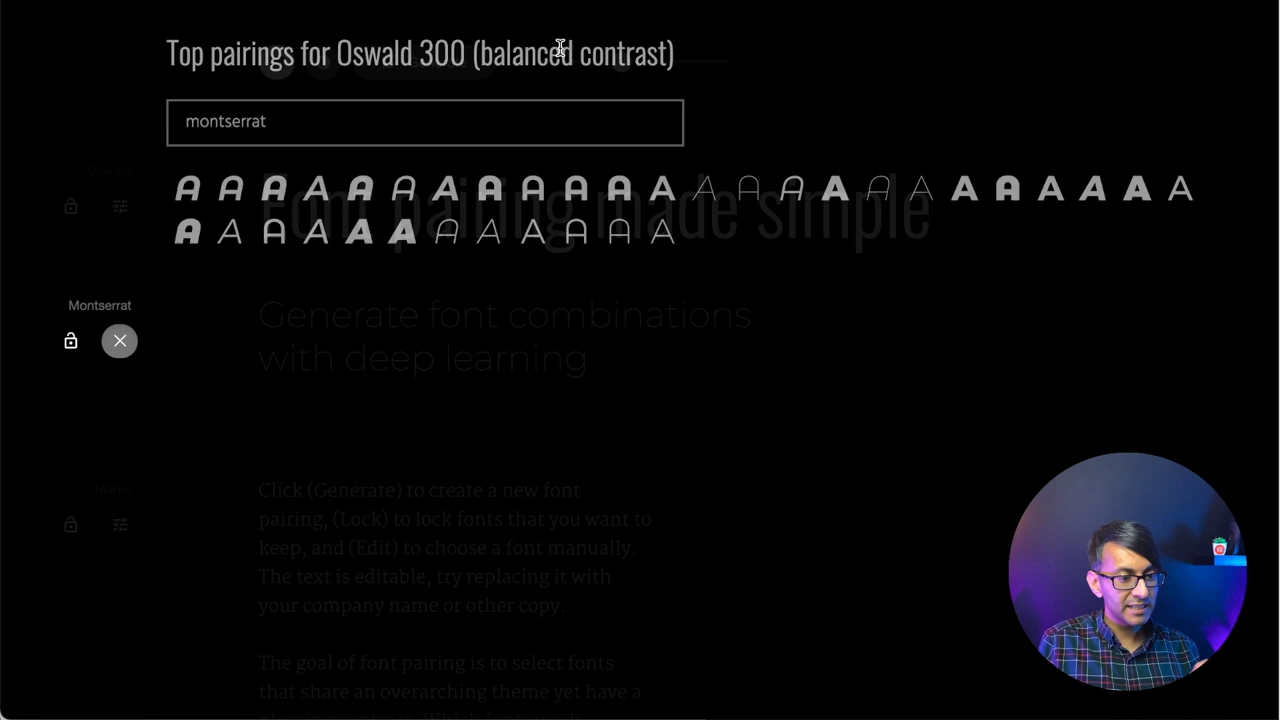 Top pairings for Oswald 300 (balanced contrast)
montserrat
Oswald
A A A A A A A A A A A A A A A A A A A A A A A A
A A A A A A A A A A A A
Font pairing made simple
Montserrat
Generate font combinations
with deep learning
Martel
Click (Generate) to create a new font
pairing, (Lock) to lock fonts that you want to
keep, and (Edit) to choose a font manually.
The text is editable, try replacing it with
your company name or other copy.
The goal of font pairing is to select fonts
that share an overarching theme yet have a